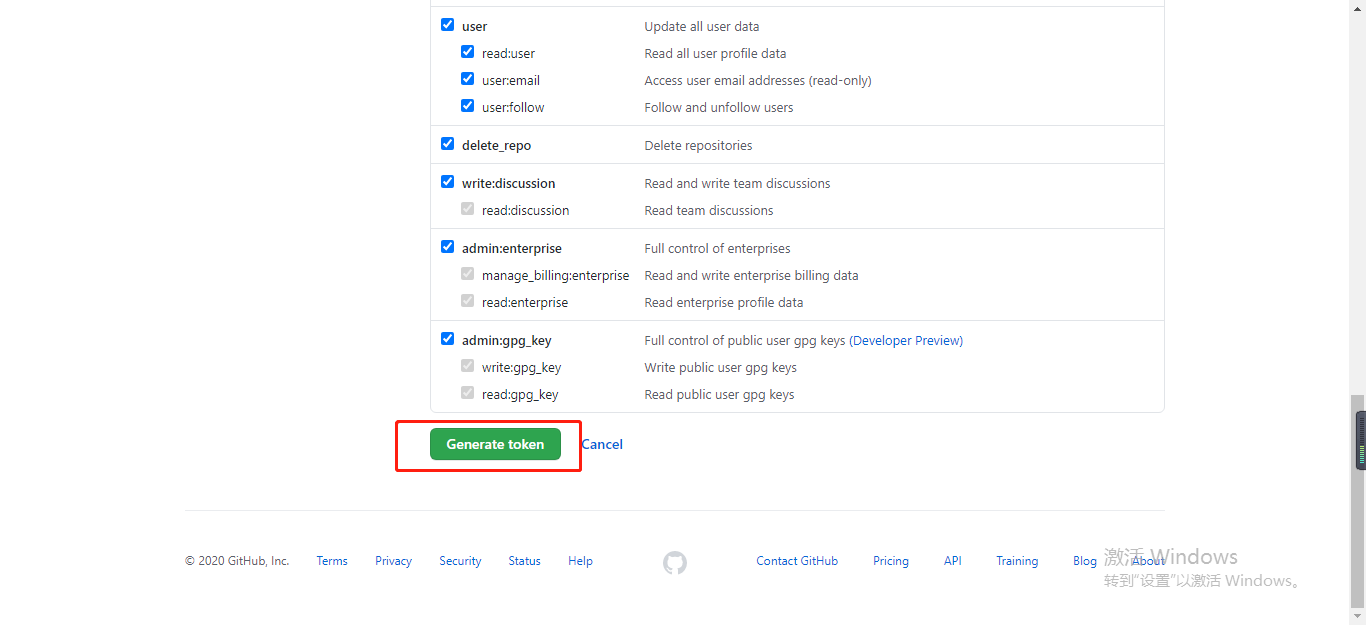 user Update all user data
read:user Read all user profile data
user:email Access user email addresses (read-only)
user:follow Follow and unfollow users
delete_repo Delete repositories
write:discussion Read and write team discussions
read:discussion Read team discussions
admin:enterprise Full control of enterprises
manage_billing:enterprise Read and write enterprise billing data
read:enterprise Read enterprise profile data
admin:gpg_key Full control of public user gpg keys (Developer Preview)
write:gpg_key Write public user gpg keys
read:gpg_key Read public user gpg keys
Generate token Cancel
© 2020 GitHub, Inc. Terms Privacy Security Status Help Contact GitHub Pricing API Training Blog About
激活 Windows
转到"设置"以激活 Windows。